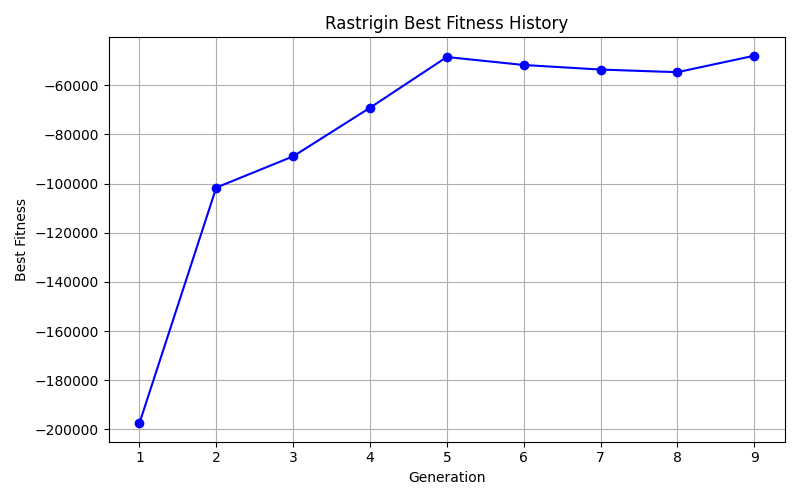 Rastrigin Best Fitness History
Best Fitness
−60000
−80000
−100000
−120000
−140000
−160000
−180000
−200000
1 2 3 4 5 6 7 8 9
Generation